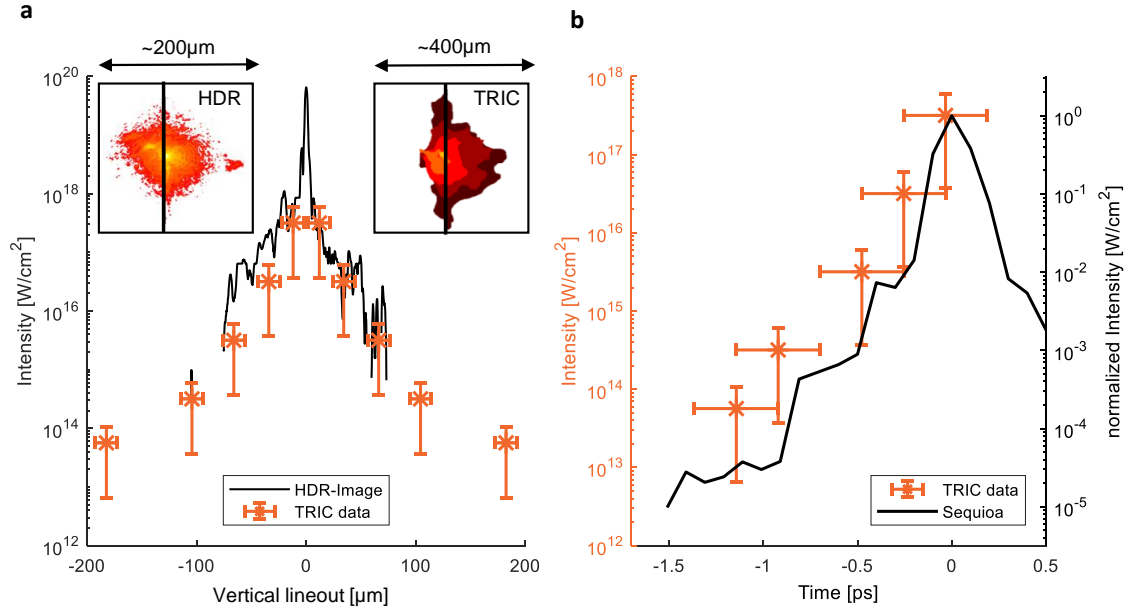 a
~200µm
~400µm
HDR
TRIC
10^20
10^18
10^16
10^14
10^12
Intensity [W/cm^2]
HDR-Image
TRIC data
-200
-100
0
100
200
Vertical lineout [µm]
b
10^18
10^17
10^16
10^15
10^14
10^13
10^12
Intensity [W/cm^2]
10^0
10^-1
10^-2
10^-3
10^-4
10^-5
normalized Intensity [W/cm^2]
TRIC data
Sequioa
-1.5
-1
-0.5
0
0.5
Time [ps]